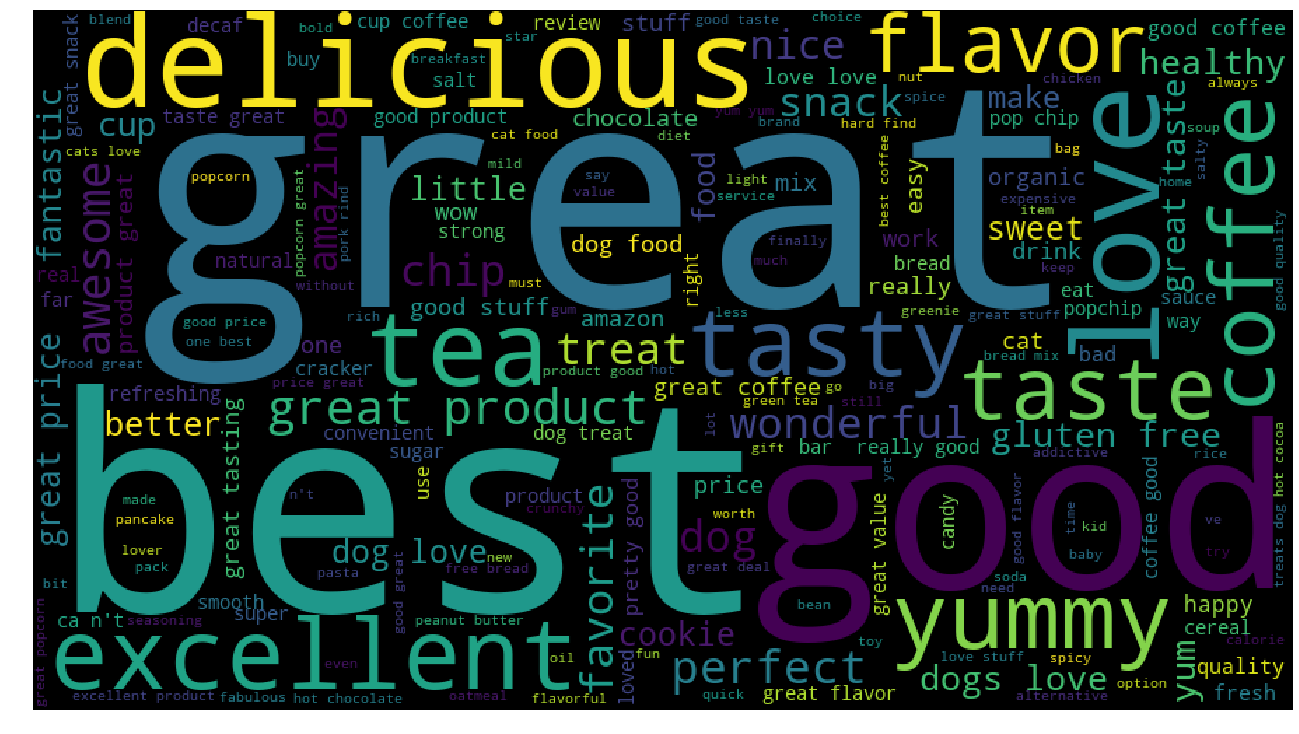 blend
decaf
bold
cup coffee
star
review
stuff
good taste
choice
great snack
delicious
nice
flavor
good coffee
buy
breakfast
salt
love love
nut
chicken
healthy
always
fantastic
cup
taste great
amazing
good product
chocolate
yum yum
snack
spice
make
brand
hard find
pop chip
love
great taste
soup
coffee
salty
cats love
awesome
product great
great
cat food
diet
mild
popcorn
popcorn great
pork rind
little
wow
strong
say
value
food
light
service
mix
best coffee
easy
organic
bag
expensive
item
home
sweet
dog food
finally
much
work
drink
bread
keep
real
natural
chip
must
right
really
eat
good quality
far
without
good stuff
gum
amazon
less
greenie
great stuff
popchip
sauce
way
good price
one best
rich
tea
treat
tasty
cat
bad
bread mix
food great
one
cracker
price great
product good
hot
great coffee
go
big
green tea
still
taste
great price
refreshing
better
great tasting
great product
convenient
sugar
dog treat
lot
wonderful
gift
bar
really good
gluten free
addictive
rice
hot cocoa
best
use
n't
product
crunchy
favorite
pretty good
price
worth
good
yet
great value
candy
good flavor
time
kid
coffee good
ve
try
treats dog
made
pancake
lover
pack
dog love
new
pasta
free bread
dog
great deal
baby
soda
need
bit
smooth
super
good great
peanut butter
bean
yummy
happy
cereal
calorie
ca n't
seasoning
excellent
even
oil
loved
fun
cookie
perfect
toy
love stuff
spicy
dogs love
option
yum
quality
great popcorn
excellent product
fabulous
hot chocolate
oatmeal
flavorful
quick
great flavor
alternative
fresh